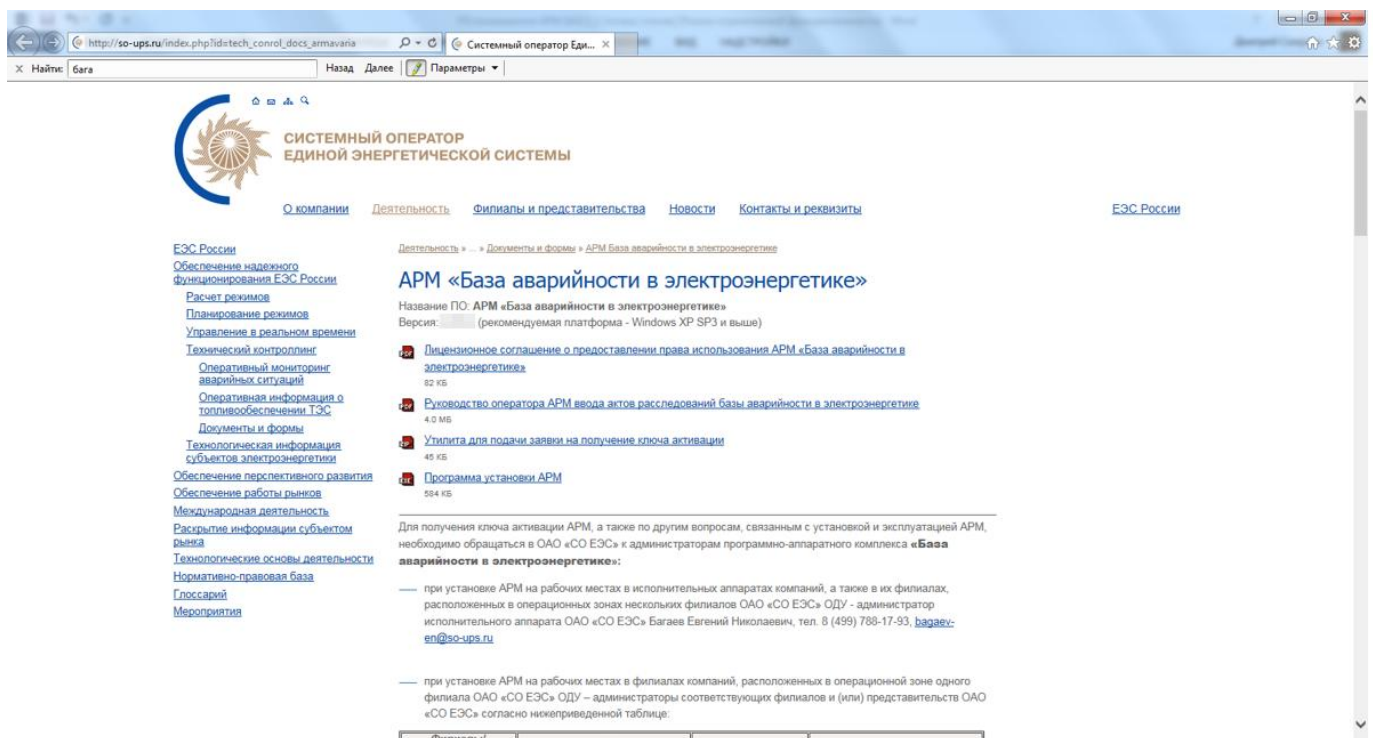 http://so-ups.ru/index.php?id=tech_conrol_docs_armavaria
Системный оператор Еди...
Найти: бага
Назад Далее Параметры
СИСТЕМНЫЙ ОПЕРАТОР
ЕДИНОЙ ЭНЕРГЕТИЧЕСКОЙ СИСТЕМЫ
О компании Деятельность Филиалы и представительства Новости Контакты и реквизиты ЕЭС России
ЕЭС России
Обеспечение надежного
функционирования ЕЭС России
Расчет режимов
Планирование режимов
Управление в реальном времени
Технический контроллинг
Оперативный мониторинг
аварийных ситуаций
Оперативная информация о
топливообеспечении ТЭС
Документы и формы
Технологическая информация
субъектов электроэнергетики
Обеспечение перспективного развития
Обеспечение работы рынков
Международная деятельность
Раскрытие информации субъектом
рынка
Технологические основы деятельности
Нормативно-правовая база
Глоссарий
Мероприятия
Деятельность » ... » Документы и формы » АРМ База аварийности в электроэнергетике
АРМ «База аварийности в электроэнергетике»
Название ПО: АРМ «База аварийности в электроэнергетике»
Версия: (рекомендуемая платформа - Windows XP SP3 и выше)
Лицензионное соглашение о предоставлении права использования АРМ «База аварийности в
электроэнергетике»
82 КБ
Руководство оператора АРМ ввода актов расследований базы аварийности в электроэнергетике
4.0 МБ
Утилита для подачи заявки на получение ключа активации
45 КБ
Программа установки АРМ
584 КБ
Для получения ключа активации АРМ, а также по другим вопросам, связанным с установкой и эксплуатацией АРМ,
необходимо обращаться в ОАО «СО ЕЭС» к администраторам программно-аппаратного комплекса «База
аварийности в электроэнергетике»:
при установке АРМ на рабочих местах в исполнительных аппаратах компаний, а также в их филиалах,
расположенных в операционных зонах нескольких филиалов ОАО «СО ЕЭС» ОДУ - администратор
исполнительного аппарата ОАО «СО ЕЭС» Багаев Евгений Николаевич, тел. 8 (499) 788-17-93, bagaev-
en@so-ups.ru
при установке АРМ на рабочих местах в филиалах компаний, расположенных в операционной зоне одного
филиала ОАО «СО ЕЭС» ОДУ – администраторы соответствующих филиалов и (или) представительств ОАО
«СО ЕЭС» согласно нижеприведенной таблице: